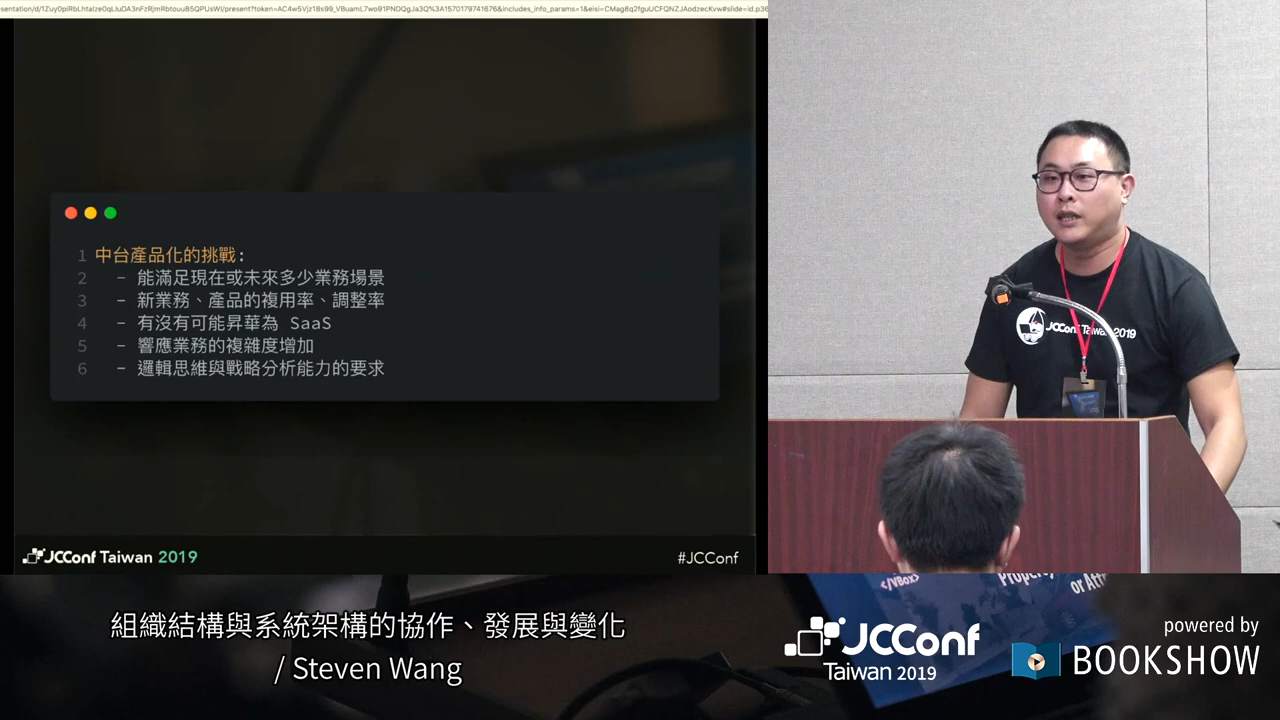 中台產品化的挑戰:
- 能滿足現在或未來多少業務場景
- 新業務、產品的複用率、調整率
- 有沒有可能昇華為 SaaS
- 響應業務的複雜度增加
- 邏輯思維與戰略分析能力的要求
1
2
3
4
5
6
JCConf Taiwan 2019
#JCConf
JCConf Taiwan 2019
</VBox>
組織結構與系統架構的協作、發展與變化
/ Steven Wang
JCConf
Taiwan 2019
powered by
BOOKSHOW